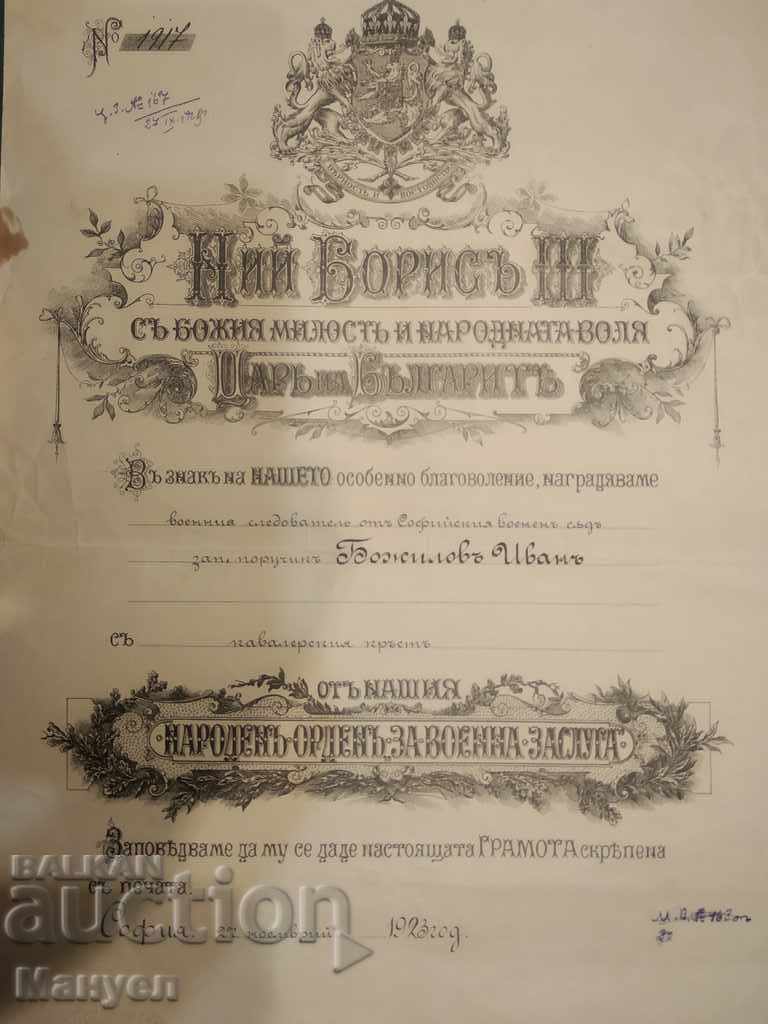 № 1917
Ц.З. № 167
НИЙ БОРИСЪ III
СЪ БОЖИЯ МИЛОСТЬ И НАРОДНАТА ВОЛЯ
ЦАРЬ НА БЪЛГАРИТѢ
ВЪ ЗНАКЪ НА НАШЕТО особенно благоволение, наградяваме
военния следователь отъ Софийския военен сѫдъ
зап. поручикъ Божиловъ Иванъ
СЪ кавалерския кръстъ
ОТЪ НАШИЯ
НАРОДЕНЪ ОРДЕНЪ ЗА ВОЕННА ЗАСЛУГА
ЗАПОВѢДВАМЕ ДА МУ СЕ ДАДЕ НАСТОЯЩАТА ГРАМОТА СКРѢПЕНА
СЪ ПЕЧАТА.
София. 27 ноемврий 1923 год.
BALKAN
auction
Мануел